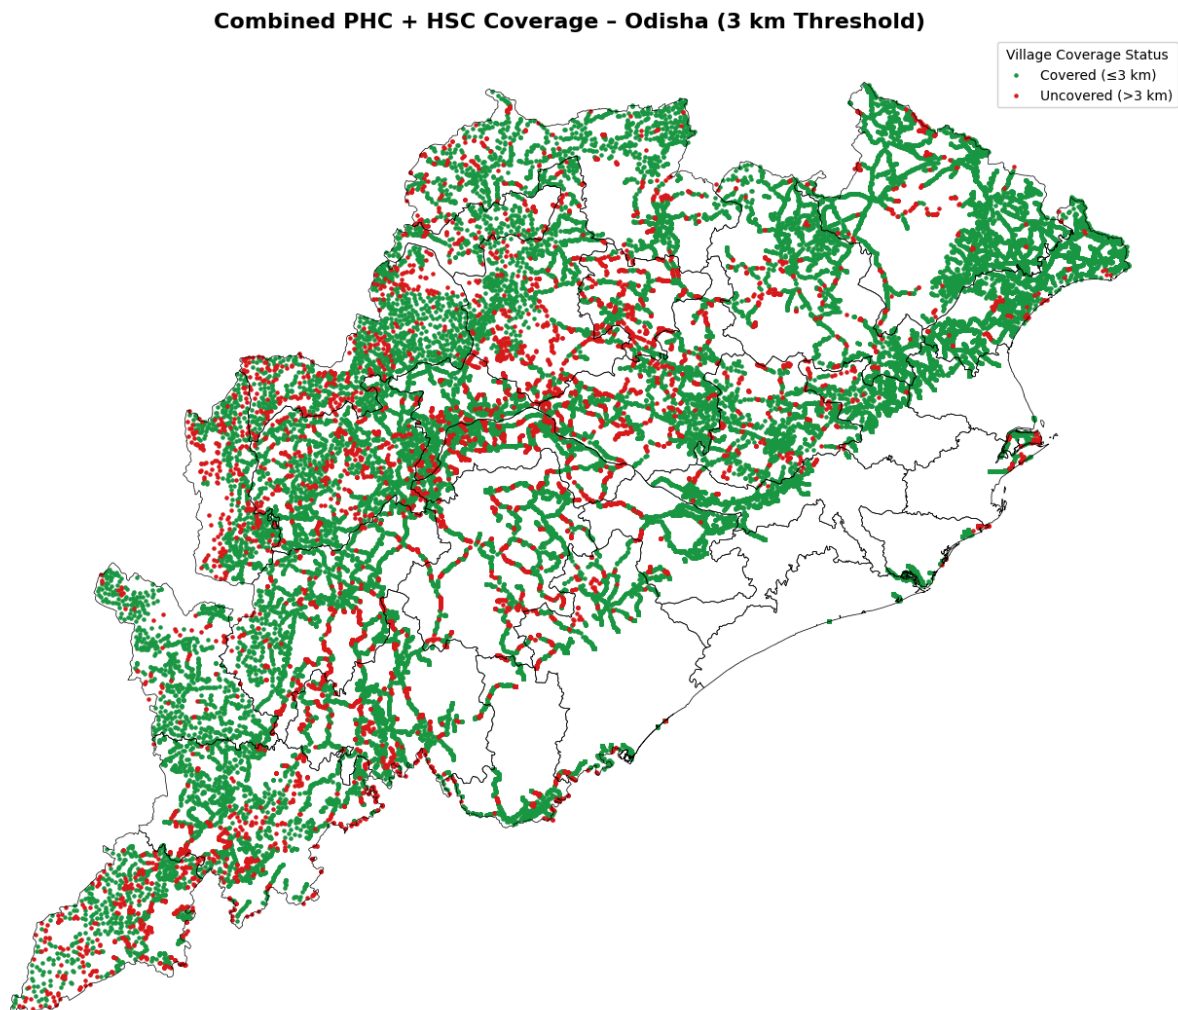 Combined PHC + HSC Coverage – Odisha (3 km Threshold)
Village Coverage Status
Covered (≤3 km)
Uncovered (>3 km)